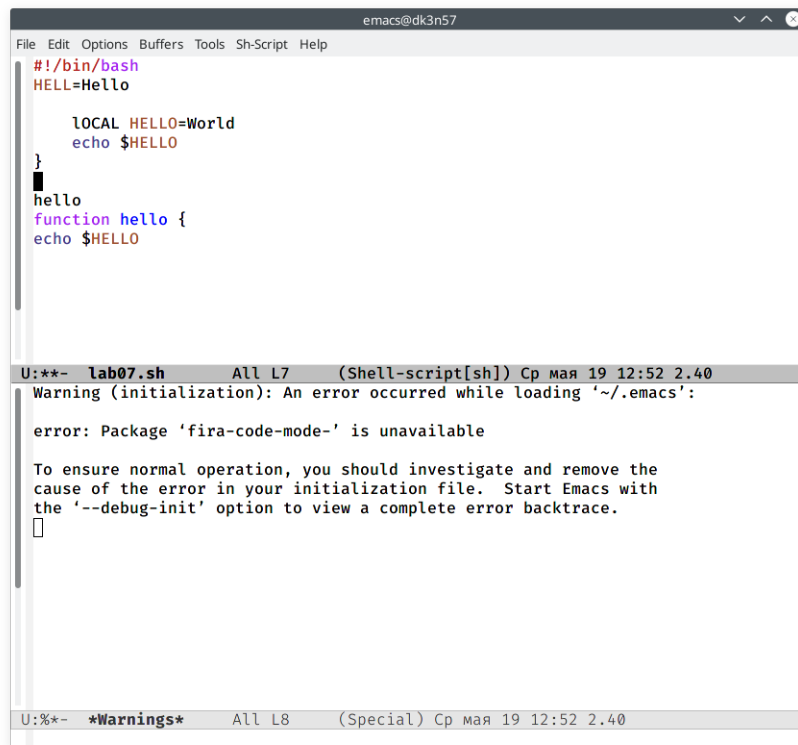 emacs@dk3n57
File Edit Options Buffers Tools Sh-Script Help
#!/bin/bash
HELL=Hello
lOCAL HELLO=World
echo $HELLO
}
hello
function hello {
echo $HELLO
U:**- lab07.sh All L7 (Shell-script[sh]) Ср мая 19 12:52 2.40
Warning (initialization): An error occurred while loading ‘~/.emacs’:
error: Package ‘fira-code-mode-’ is unavailable
To ensure normal operation, you should investigate and remove the
cause of the error in your initialization file. Start Emacs with
the ‘--debug-init’ option to view a complete error backtrace.
U:%*- *Warnings* All L8 (Special) Ср мая 19 12:52 2.40